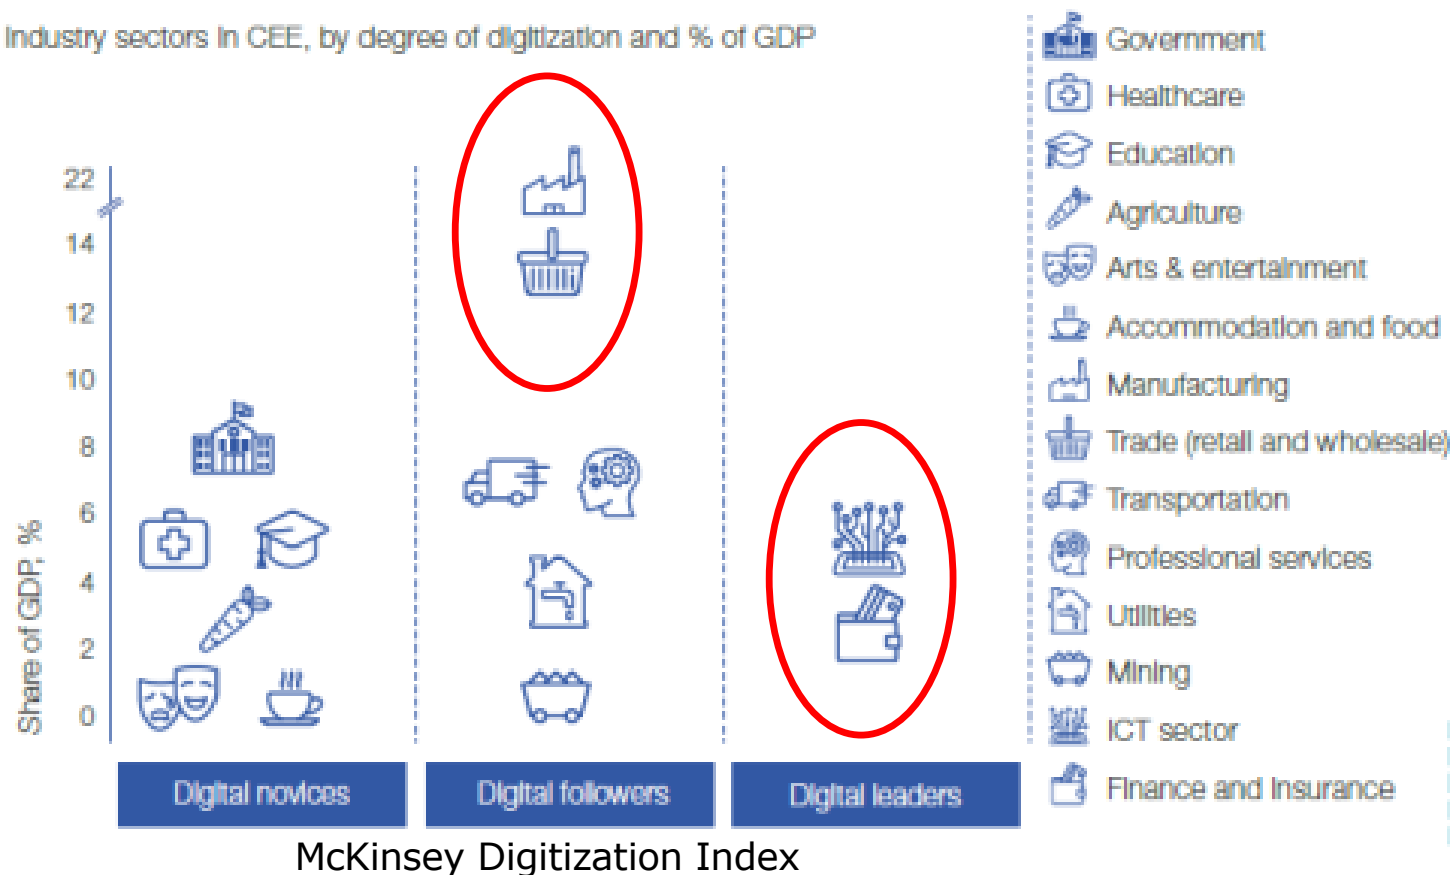 Industry sectors in CEE, by degree of digitization and % of GDP
Share of GDP, %
22
14
12
10
8
6
4
2
0
Digital novices
Digital followers
Digital leaders
McKinsey Digitization Index
Government
Healthcare
Education
Agriculture
Arts & entertainment
Accommodation and food
Manufacturing
Trade (retail and wholesale)
Transportation
Professional services
Utilities
Mining
ICT sector
Finance and insurance